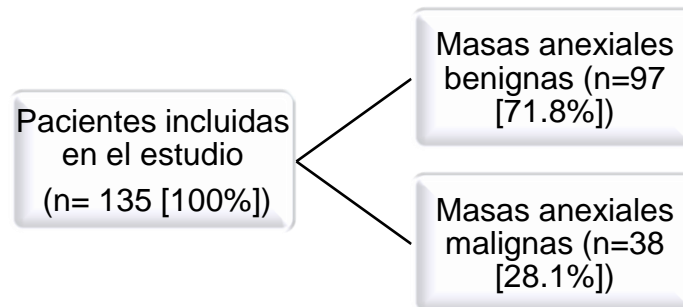 Pacientes incluidas
en el estudio
(n= 135 [100%])
Masas anexiales
benignas (n=97
[71.8%])
Masas anexiales
malignas (n=38
[28.1%])